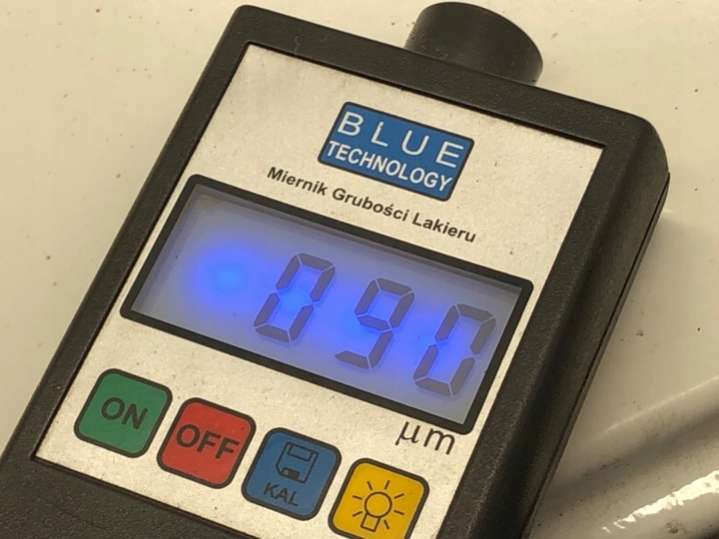 BLUE
TECHNOLOGY
Miernik Grubości Lakieru
090
µm
ON
OFF
KAL